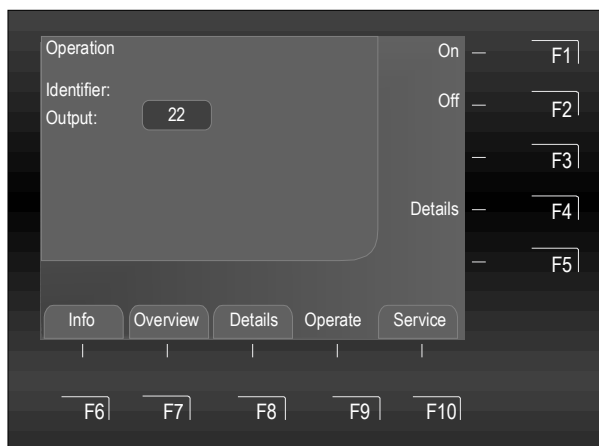 Operation
On
F1
Identifier:
Off
F2
Output:
22
F3
Details
F4
F5
Info
Overview
Details
Operate
Service
F6
F7
F8
F9
F10